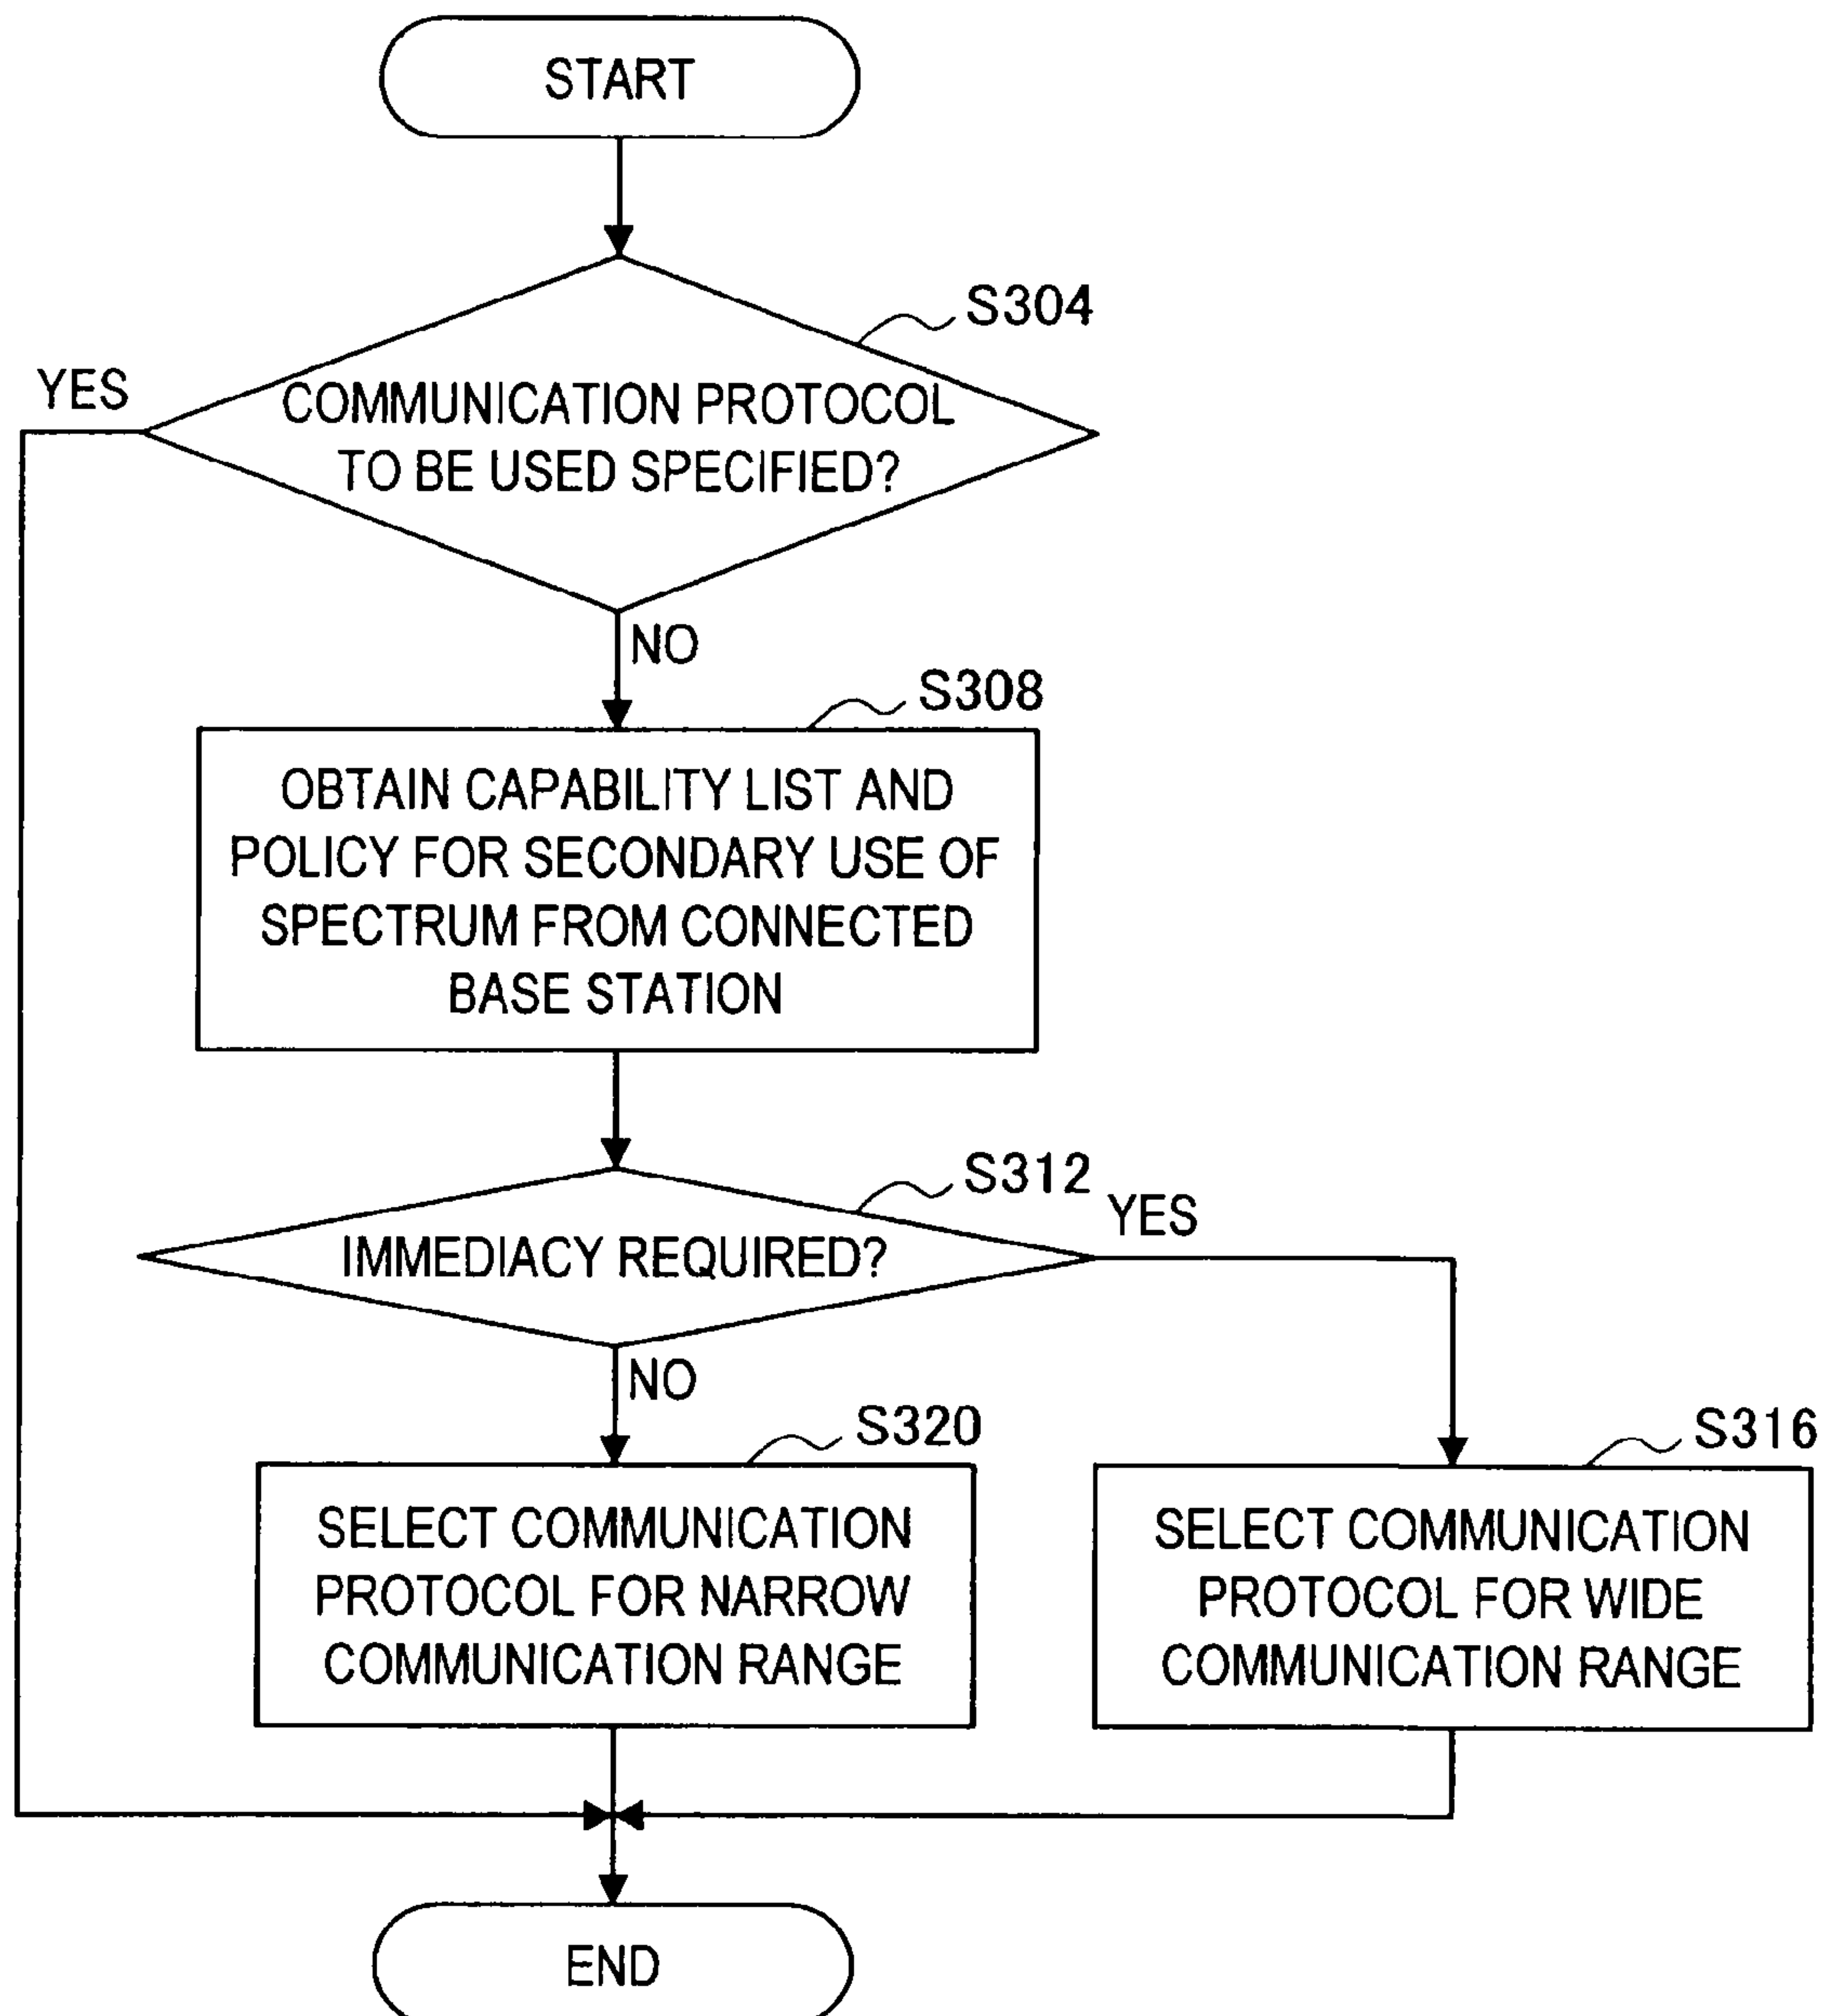 START
S304
YES
COMMUNICATION PROTOCOL
TO BE USED SPECIFIED?
NO
S308
OBTAIN CAPABILITY LIST AND
POLICY FOR SECONDARY USE OF
SPECTRUM FROM CONNECTED
BASE STATION
S312
YES
IMMEDIACY REQUIRED?
NO
S320
SELECT COMMUNICATION
PROTOCOL FOR NARROW
COMMUNICATION RANGE
S316
SELECT COMMUNICATION
PROTOCOL FOR WIDE
COMMUNICATION RANGE
END